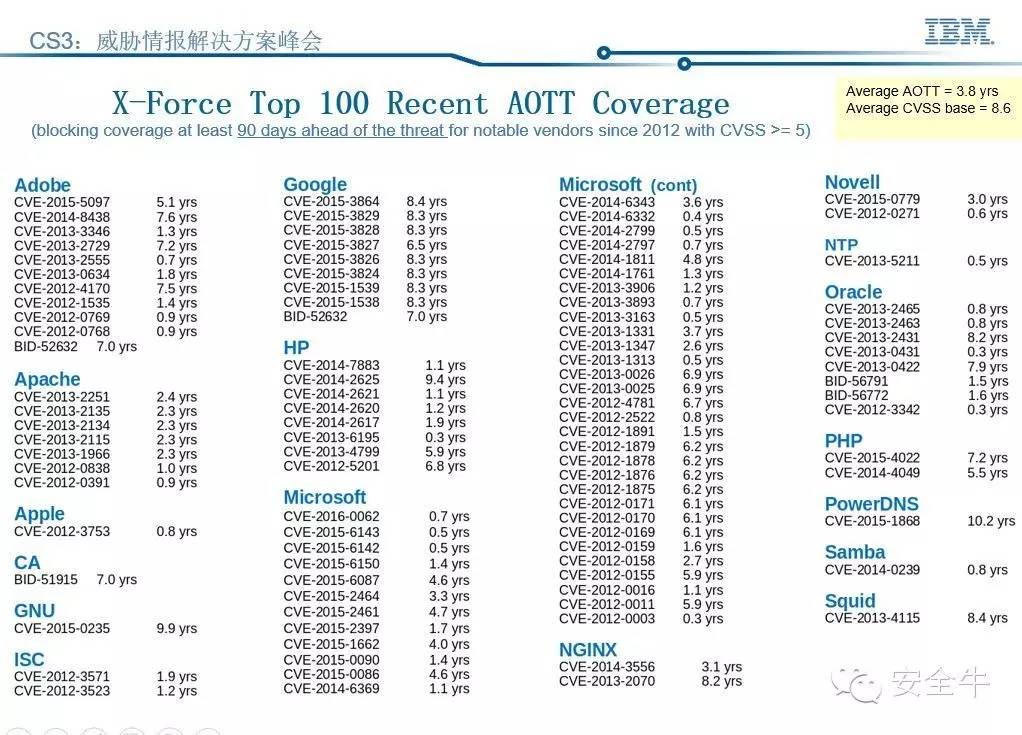 CS3：威胁情报解决方案峰会
IBM.
X-Force Top 100 Recent AOTT Coverage
(blocking coverage at least 90 days ahead of the threat for notable vendors since 2012 with CVSS >= 5)
Average AOTT = 3.8 yrs
Average CVSS base = 8.6
Adobe
CVE-2015-5097 5.1 yrs
CVE-2014-8438 7.6 yrs
CVE-2013-3346 1.3 yrs
CVE-2013-2729 7.2 yrs
CVE-2013-2555 0.7 yrs
CVE-2013-0634 1.8 yrs
CVE-2012-4170 7.5 yrs
CVE-2012-1535 1.4 yrs
CVE-2012-0769 0.9 yrs
CVE-2012-0768 0.9 yrs
BID-52632 7.0 yrs
Apache
CVE-2013-2251 2.4 yrs
CVE-2013-2135 2.3 yrs
CVE-2013-2134 2.3 yrs
CVE-2013-2115 2.3 yrs
CVE-2013-1966 2.3 yrs
CVE-2012-0838 1.0 yrs
CVE-2012-0391 0.9 yrs
Apple
CVE-2012-3753 0.8 yrs
CA
BID-51915 7.0 yrs
GNU
CVE-2015-0235 9.9 yrs
ISC
CVE-2012-3571 1.9 yrs
CVE-2012-3523 1.2 yrs
Google
CVE-2015-3864 8.4 yrs
CVE-2015-3829 8.3 yrs
CVE-2015-3828 8.3 yrs
CVE-2015-3827 6.5 yrs
CVE-2015-3826 8.3 yrs
CVE-2015-3824 8.3 yrs
CVE-2015-1539 8.3 yrs
CVE-2015-1538 8.3 yrs
BID-52632 7.0 yrs
HP
CVE-2014-7883 1.1 yrs
CVE-2014-2625 9.4 yrs
CVE-2014-2621 1.1 yrs
CVE-2014-2620 1.2 yrs
CVE-2014-2617 1.9 yrs
CVE-2013-6195 0.3 yrs
CVE-2013-4799 5.9 yrs
CVE-2012-5201 6.8 yrs
Microsoft
CVE-2016-0062 0.7 yrs
CVE-2015-6143 0.5 yrs
CVE-2015-6142 0.5 yrs
CVE-2015-6150 1.4 yrs
CVE-2015-6087 4.6 yrs
CVE-2015-2464 3.3 yrs
CVE-2015-2461 4.7 yrs
CVE-2015-2397 1.7 yrs
CVE-2015-1662 4.0 yrs
CVE-2015-0090 1.4 yrs
CVE-2015-0086 4.6 yrs
CVE-2014-6369 1.1 yrs
Microsoft (cont)
CVE-2014-6343 3.6 yrs
CVE-2014-6332 0.4 yrs
CVE-2014-2799 0.5 yrs
CVE-2014-2797 0.7 yrs
CVE-2014-1811 4.8 yrs
CVE-2014-1761 1.3 yrs
CVE-2013-3906 1.2 yrs
CVE-2013-3893 0.7 yrs
CVE-2013-3163 0.5 yrs
CVE-2013-1331 3.7 yrs
CVE-2013-1347 2.6 yrs
CVE-2013-1313 0.5 yrs
CVE-2013-0026 6.9 yrs
CVE-2013-0025 6.9 yrs
CVE-2012-4781 6.7 yrs
CVE-2012-2522 0.8 yrs
CVE-2012-1891 1.5 yrs
CVE-2012-1879 6.2 yrs
CVE-2012-1878 6.2 yrs
CVE-2012-1876 6.2 yrs
CVE-2012-1875 6.2 yrs
CVE-2012-0171 6.1 yrs
CVE-2012-0170 6.1 yrs
CVE-2012-0169 6.1 yrs
CVE-2012-0159 1.6 yrs
CVE-2012-0158 2.7 yrs
CVE-2012-0155 5.9 yrs
CVE-2012-0016 1.1 yrs
CVE-2012-0011 5.9 yrs
CVE-2012-0003 0.3 yrs
NGINX
CVE-2014-3556 3.1 yrs
CVE-2013-2070 8.2 yrs
Novell
CVE-2015-0779 3.0 yrs
CVE-2012-0271 0.6 yrs
NTP
CVE-2013-5211 0.5 yrs
Oracle
CVE-2013-2465 0.8 yrs
CVE-2013-2463 0.8 yrs
CVE-2013-2431 8.2 yrs
CVE-2013-0431 0.3 yrs
CVE-2013-0422 7.9 yrs
BID-56791 1.5 yrs
BID-56772 1.6 yrs
CVE-2012-3342 0.3 yrs
PHP
CVE-2015-4022 7.2 yrs
CVE-2014-4049 5.5 yrs
PowerDNS
CVE-2015-1868 10.2 yrs
Samba
CVE-2014-0239 0.8 yrs
Squid
CVE-2013-4115 8.4 yrs
安全牛